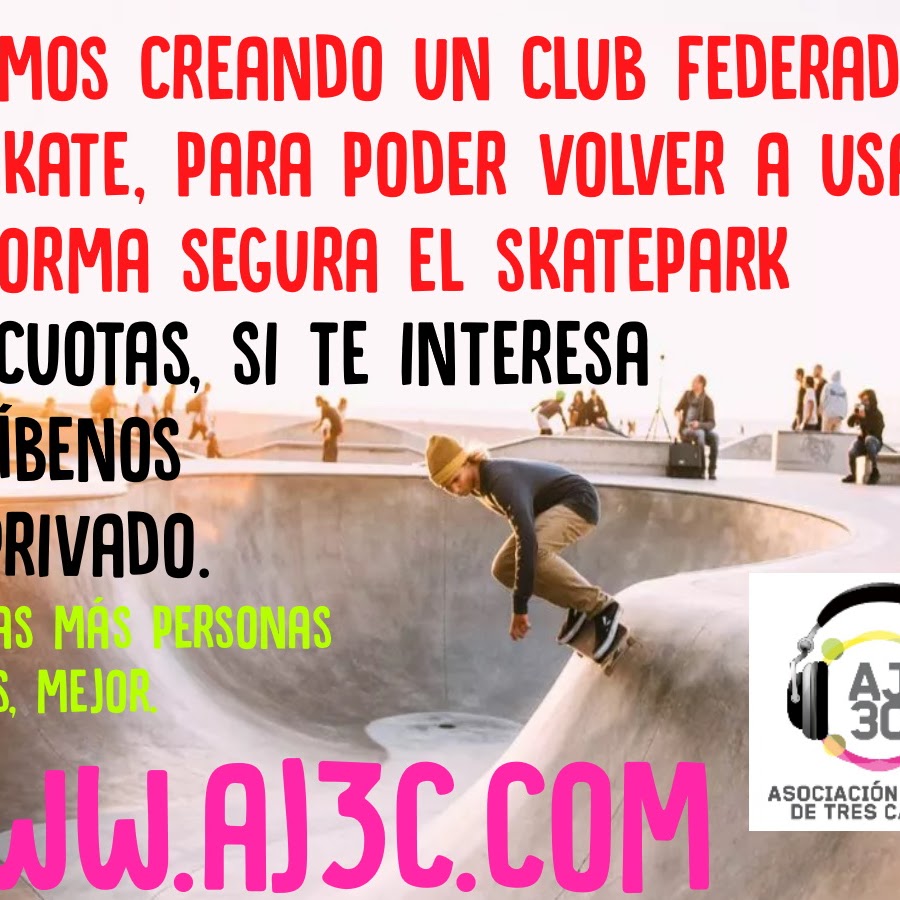 MOS CREANDO UN CLUB FEDERAD
KATE, PARA PODER VOLVER A USA
ORMA SEGURA EL SKATEPARK
CUOTAS, SI TE INTERESA
ÍBENOS
PRIVADO.
AS MÁS PERSONAS
S, MEJOR.
WW.AJ3C.COM
AJ
3C
ASOCIACIÓN
DE TRES CA